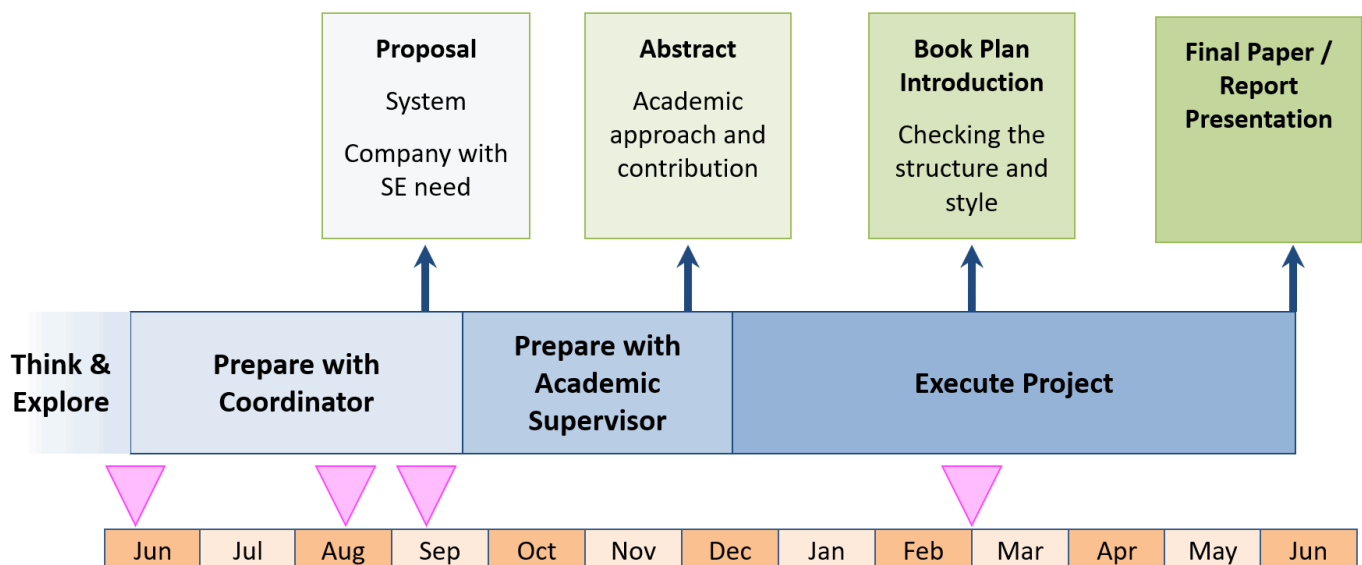 Proposal
System
Company with
SE need
Abstract
Academic
approach and
contribution
Book Plan
Introduction
Checking the
structure and
style
Final Paper /
Report
Presentation
Think &
Explore
Prepare with
Coordinator
Prepare with
Academic
Supervisor
Execute Project
Jun Jul Aug Sep Oct Nov Dec Jan Feb Mar Apr May Jun